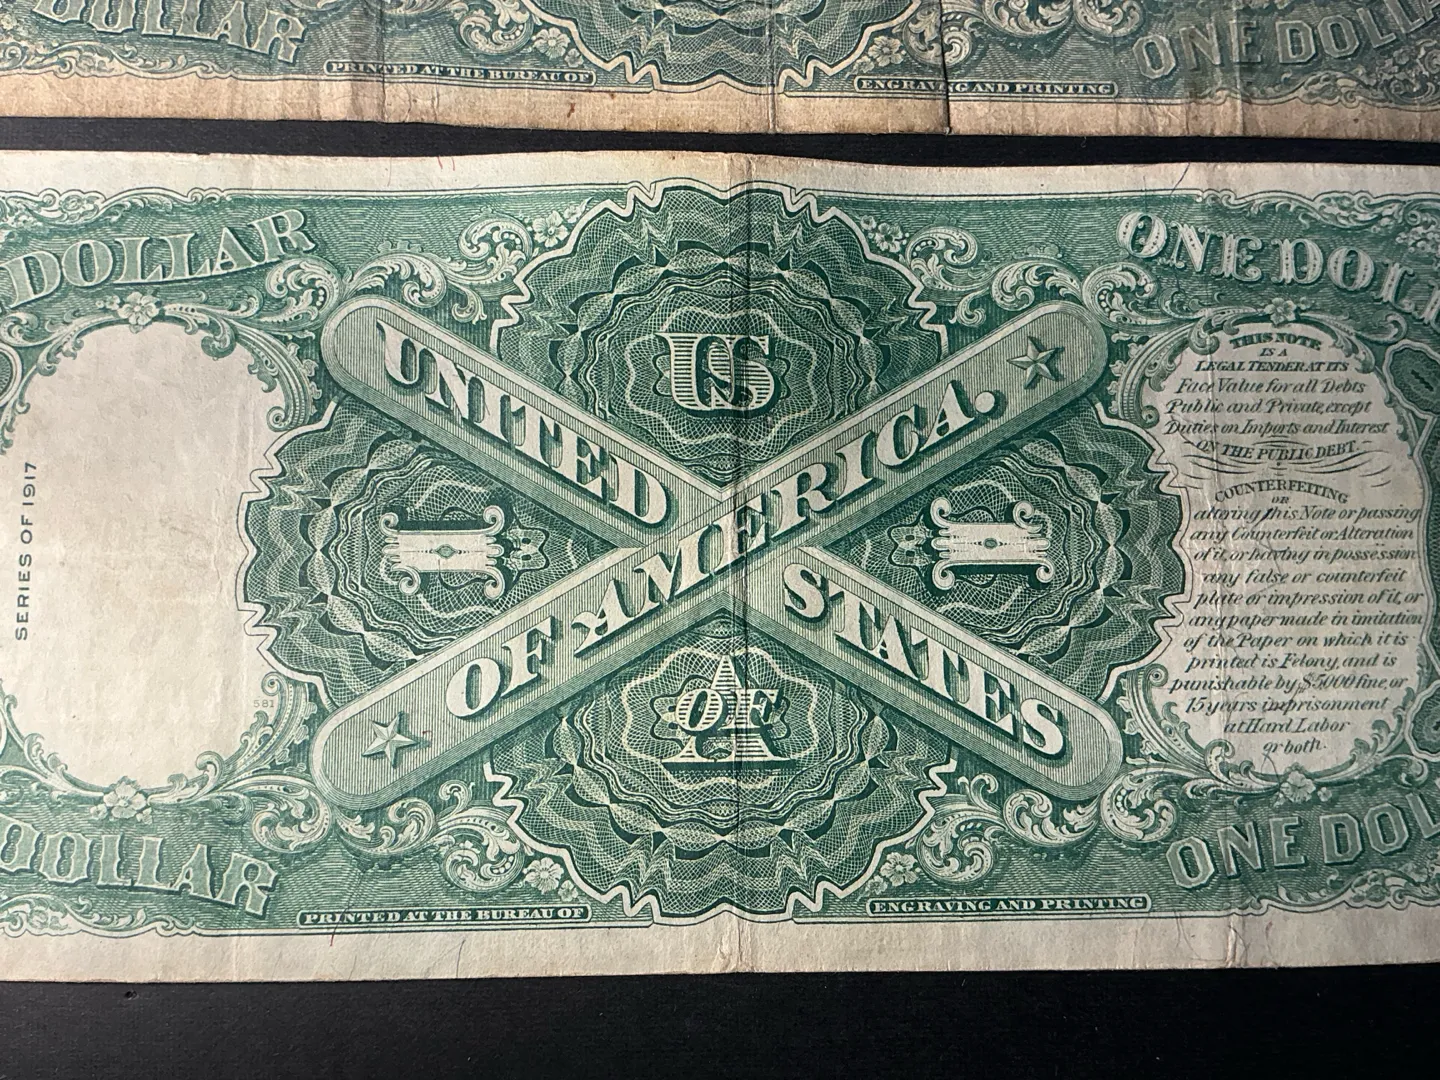 DOLLAR
ONE DOLLA
PRINTED AT THE BUREAU OF
ENGRAVING AND PRINTING
DOLLAR
ONE DOL
US
UNITED
STATES
OF AMERICA.
1
1
OF
A
SERIES OF 1917
581
THIS NOTE
IS A
LEGAL TENDER AT ITS
Face Value for all Debts
Public and Private, except
Duties on Imports and Interest
ON THE PUBLIC DEBT.
COUNTERFEITING
OR
altering this Note or passing
any Counterfeit or Alteration
of it, or having in possession
any false or counterfeit
plate or impression of it, or
any paper made in imitation
of the Paper on which it is
printed is Felony, and is
punishable by $5000 fine, or
15 years imprisonment
at Hard Labor
or both.
DOLLAR
ONE DOL
PRINTED AT THE BUREAU OF
ENGRAVING AND PRINTING